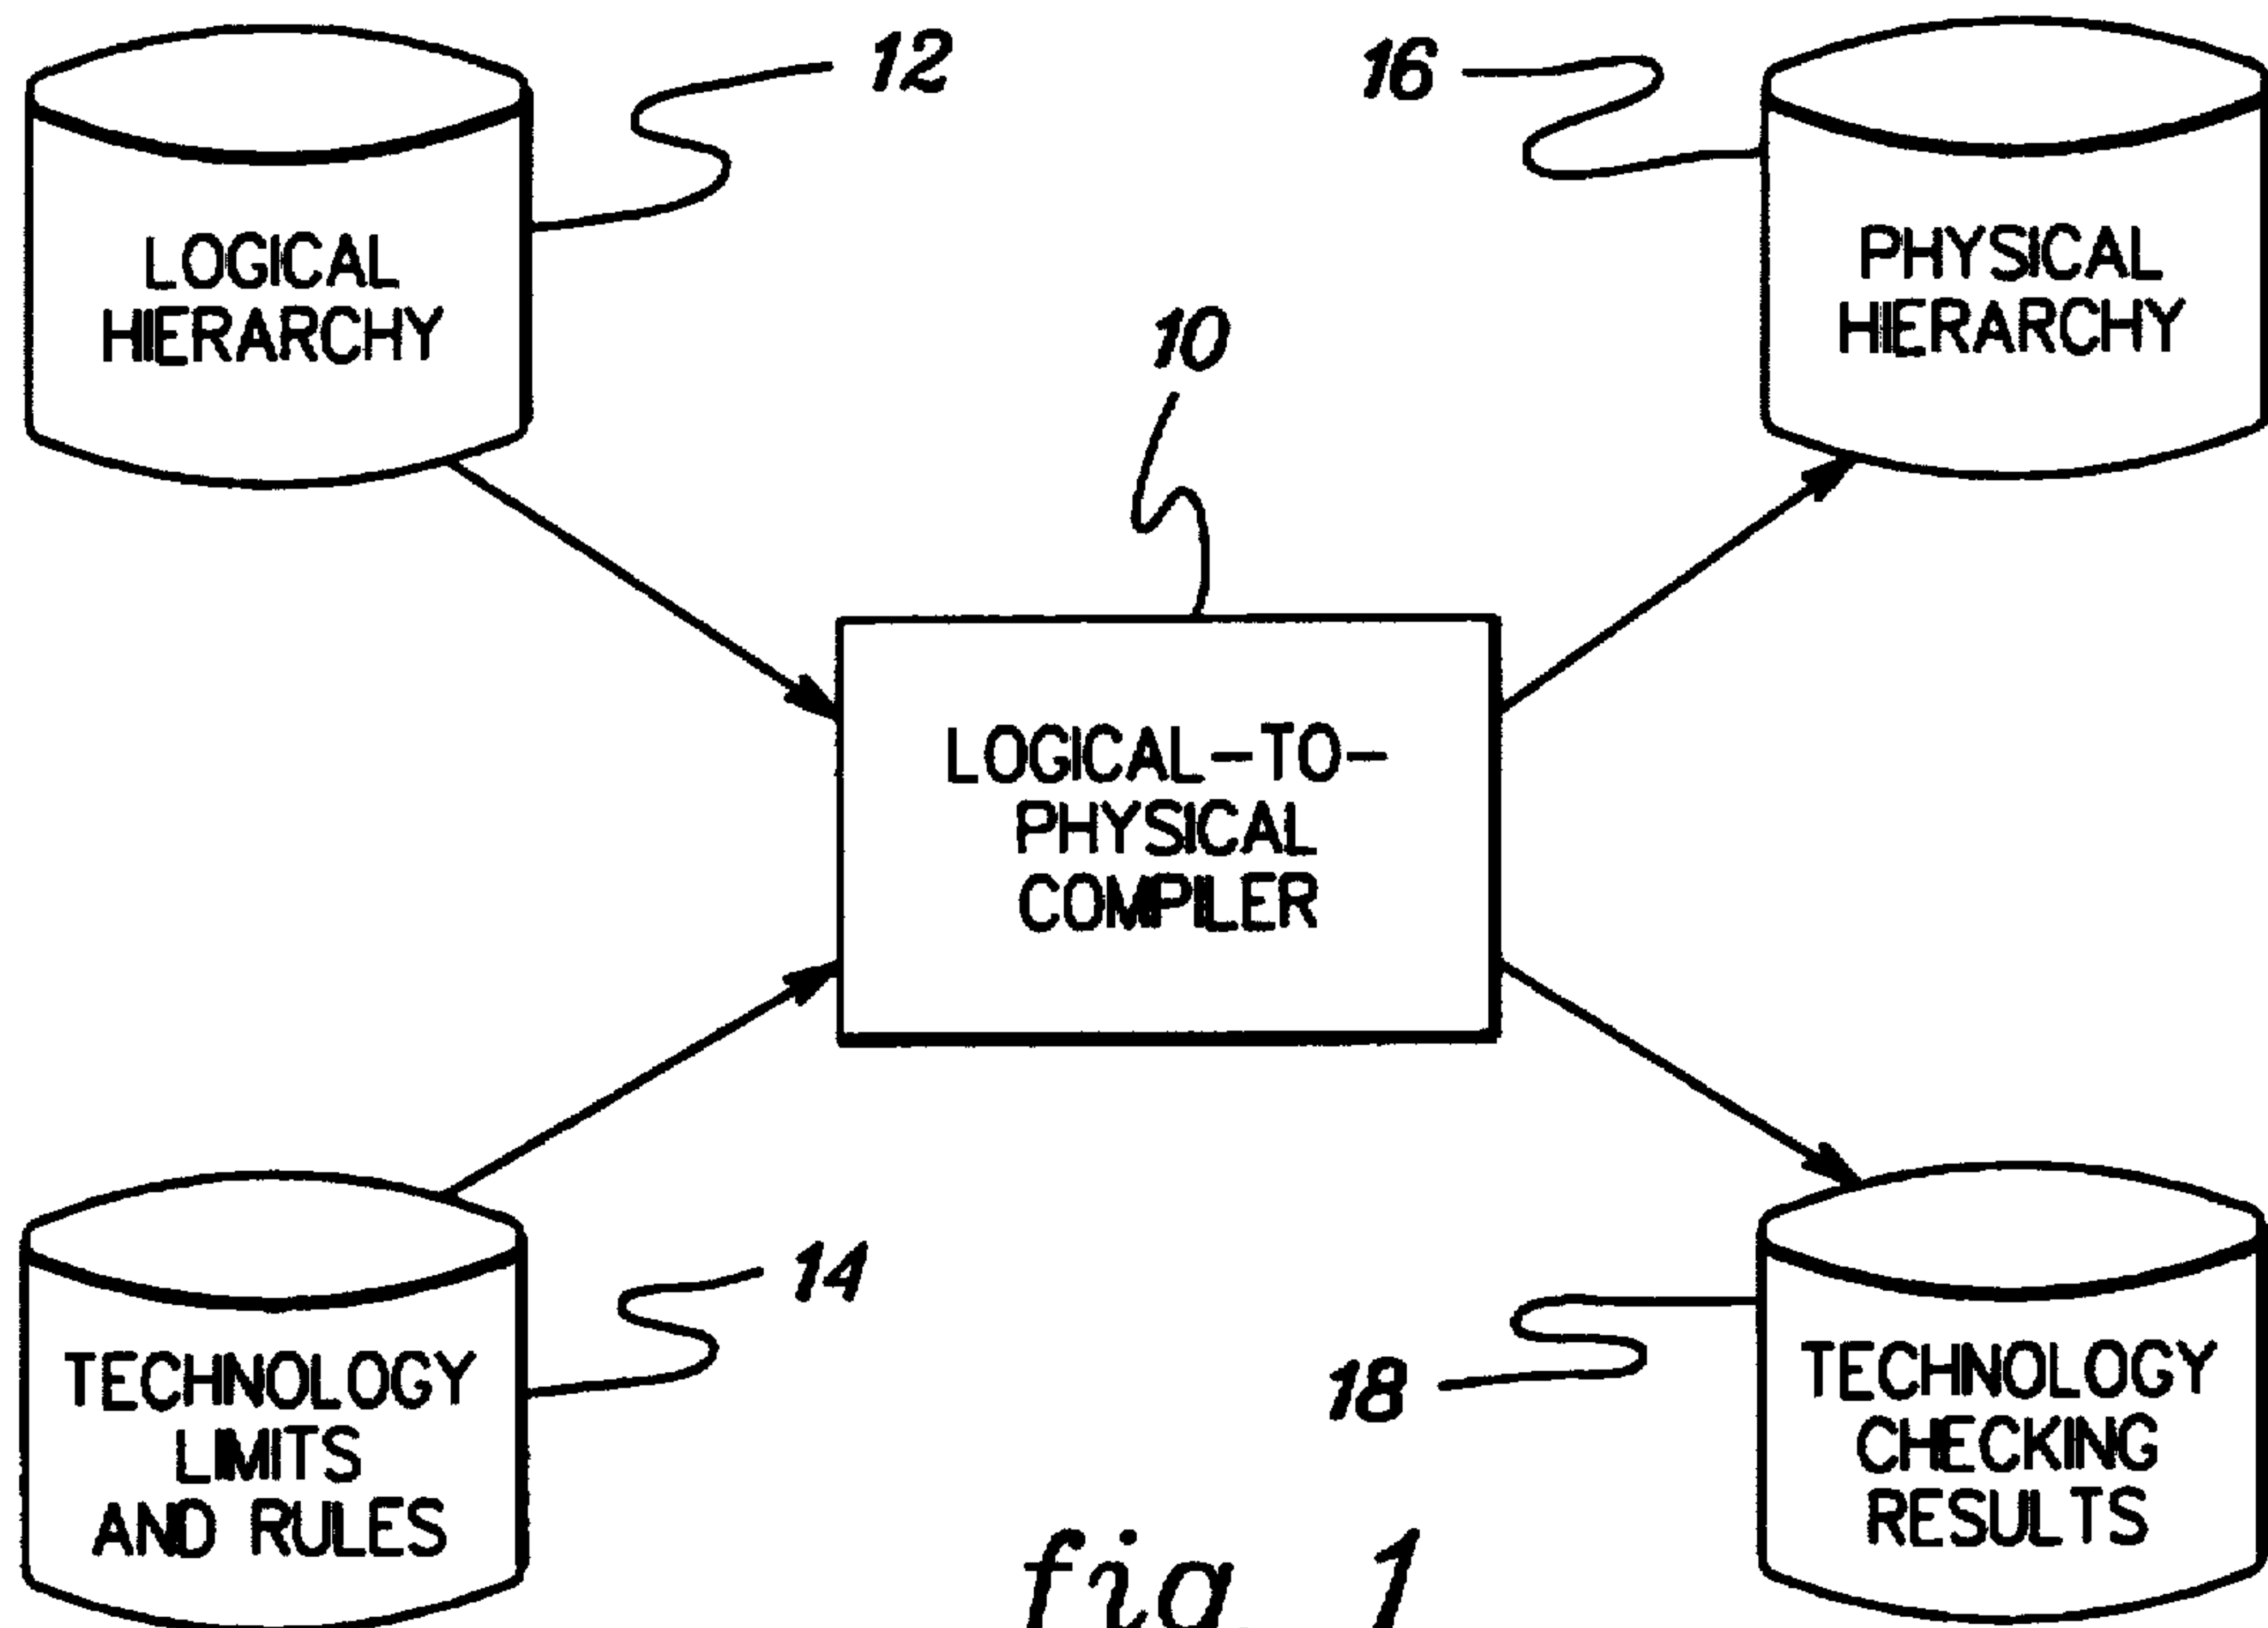 12
16
LOGICAL
HIERARCHY
PHYSICAL
HIERARCHY
10
LOGICAL-TO-
PHYSICAL
COMPILER
14
TECHNOLOGY
LIMITS
AND RULES
18
TECHNOLOGY
CHECKING
RESULTS
fig. 1